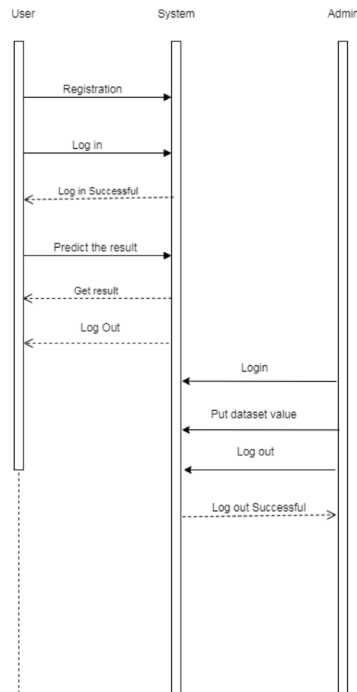 User System Admin
Registration
Log in
Log in Successful
Predict the result
Get result
Log Out
Login
Put dataset value
Log out
Log out Successful